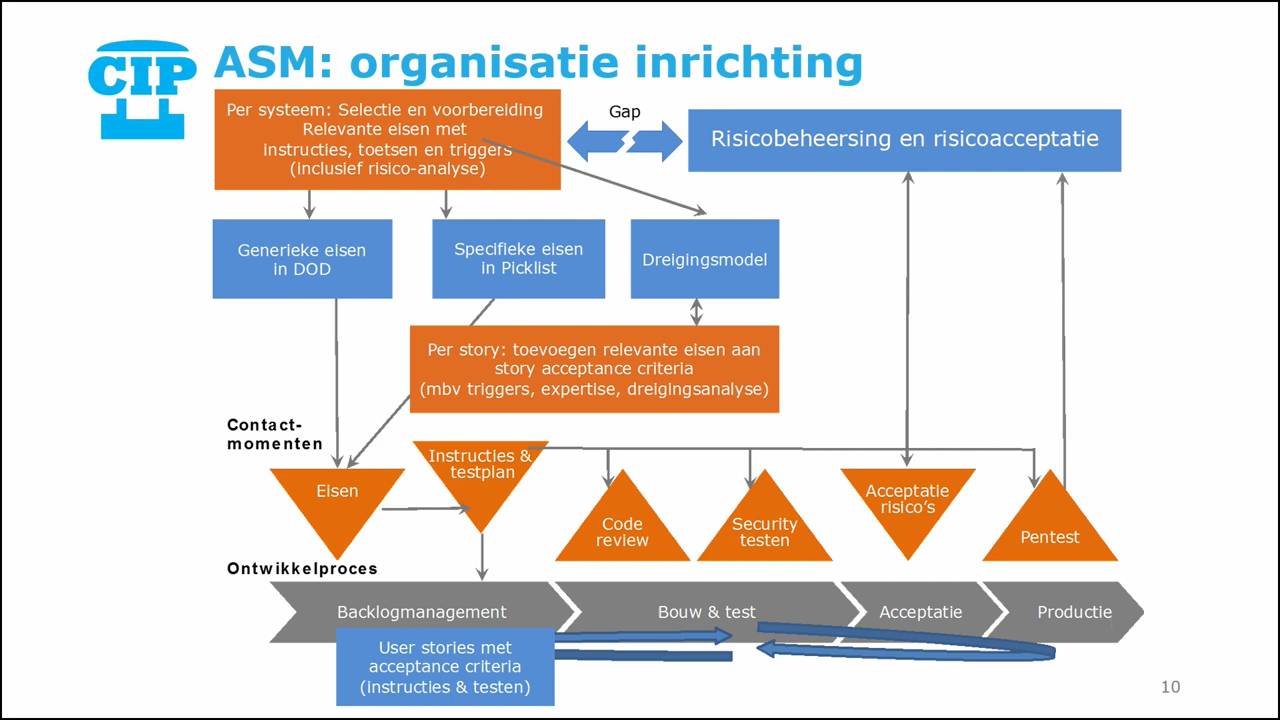 CIP
ASM: organisatie inrichting
Per systeem: Selectie en voorbereiding
Relevante eisen met
instructies, toetsen en triggers
(inclusief risico-analyse)
Gap
Risicobeheersing en risicoacceptatie
Generieke eisen
in DOD
Specifieke eisen
in Picklist
Dreigingsmodel
Per story: toevoegen relevante eisen aan
story acceptance criteria
(mbv triggers, expertise, dreigingsanalyse)
Contact-
momenten
Eisen
Instructies &
testplan
Code
review
Security
testen
Acceptatie
risico's
Pentest
Ontwikkelproces
Backlogmanagement
Bouw & test
Acceptatie
Productie
User stories met
acceptance criteria
(instructies & testen)
10